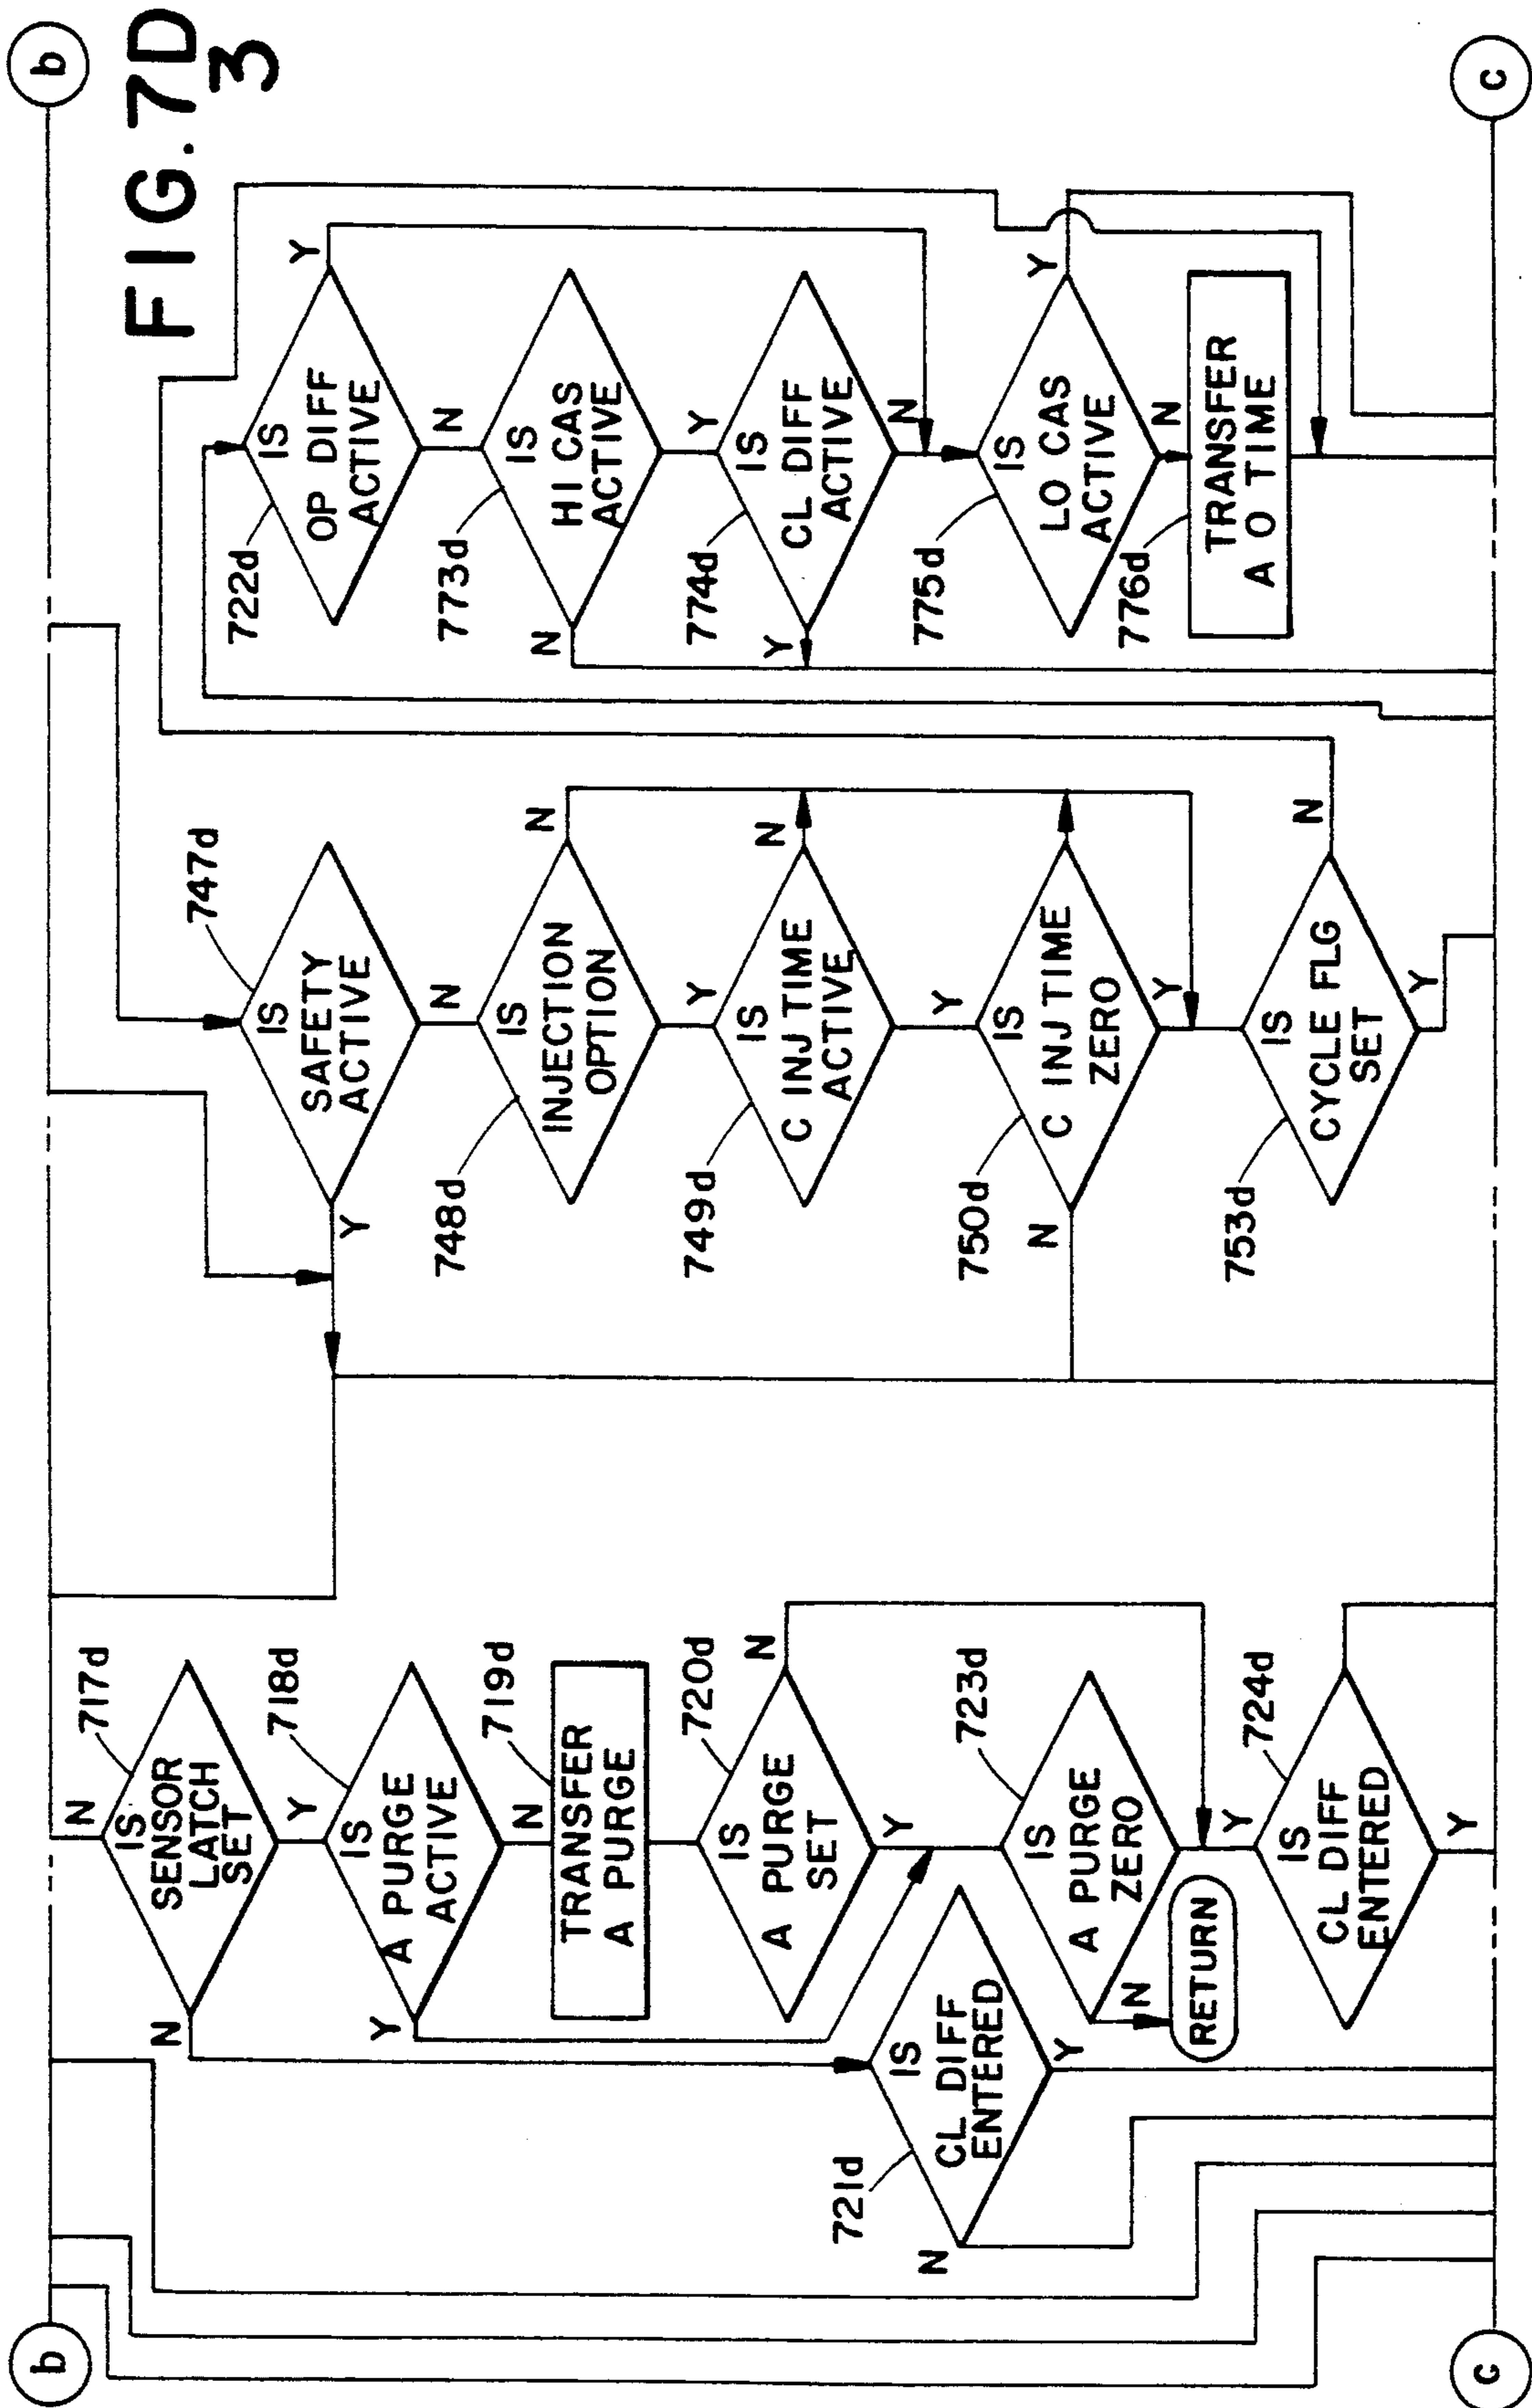 b
b
FIG. 7D
3
717d
N
IS
SENSOR
LATCH
SET
N
Y
718d
IS
A PURGE
ACTIVE
Y
N
719d
TRANSFER
A PURGE
720d
IS
A PURGE
SET
N
Y
721d
IS
CL DIFF
ENTERED
N
Y
723d
IS
A PURGE
ZERO
N
Y
RETURN
724d
IS
CL DIFF
ENTERED
Y
747d
IS
SAFETY
ACTIVE
Y
N
748d
IS
INJECTION
OPTION
N
Y
749d
IS
C INJ TIME
ACTIVE
N
Y
750d
IS
C INJ TIME
ZERO
N
Y
753d
IS
CYCLE FLG
SET
N
Y
722d
IS
OP DIFF
ACTIVE
Y
N
773d
IS
HI CAS
ACTIVE
N
Y
774d
IS
CL DIFF
ACTIVE
Y
N
775d
IS
LO CAS
ACTIVE
Y
N
776d
TRANSFER
A O TIME
G
C